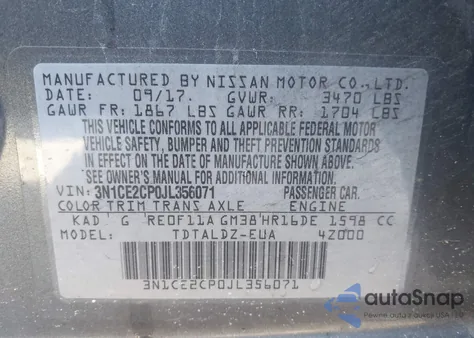 MANUFACTURED BY NISSAN MOTOR CO., LTD.
DATE: 09/17. GVWR: 3470 LBS
GAWR FR: 1867 LBS GAWR RR: 1704 LBS
THIS VEHICLE CONFORMS TO ALL APPLICABLE FEDERAL MOTOR
VEHICLE SAFETY, BUMPER AND THEFT PREVENTION STANDARDS
IN EFFECT ON THE DATE OF MANUFACTURE SHOWN ABOVE.
SEE OWNER'S MANUAL FOR ADDITIONAL INFORMATION.
VIN: 3N1CE2CP0JL356071 PASSENGER CAR.
COLOR TRIM TRANS AXLE ENGINE
KAD G RE0F11A GM38 HR16DE 1598 CC
MODEL: TDTALDZ-EUA 4Z000
3N1CE2CP0JL356071
autoSnap